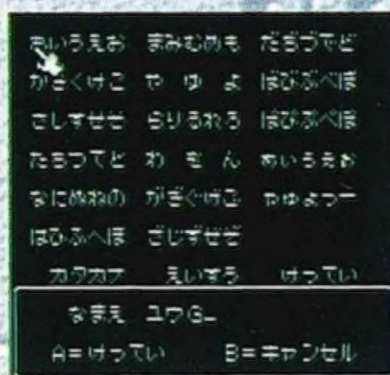 あいうえお まみむめも だぢづでど
かきくけこ や ゆ よ ばびぶべぼ
さしすせそ らりるれろ ぱぴぷぺぽ
たちつてと わ を ん ぁぃぅぇぉ
なにぬねの がぎぐげご ゃゅょっー
はひふへほ ざじずぜぞ
カタカナ えいすう けってい
なまえ ユウG_
A=けってい B=キャンセル